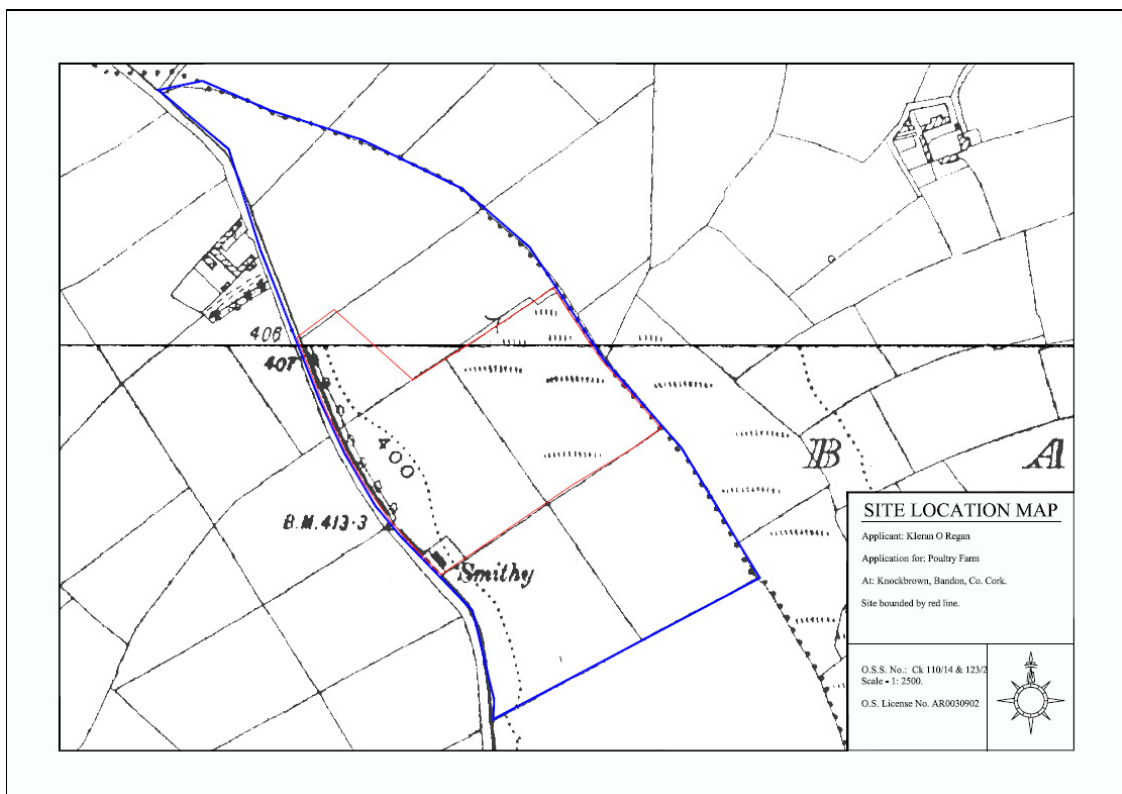 406
407
400
B.M. 413·3
Smithy
B A
SITE LOCATION MAP
Applicant: KIeran O Regan
Application for: Poultry Farm
At: Knockbrown, Bandon, Co. Cork.
Site bounded by red line.
O.S.S. No.: Ck 110/14 & 123/2
Scale - 1: 2500.
O.S. License No. AR0030902